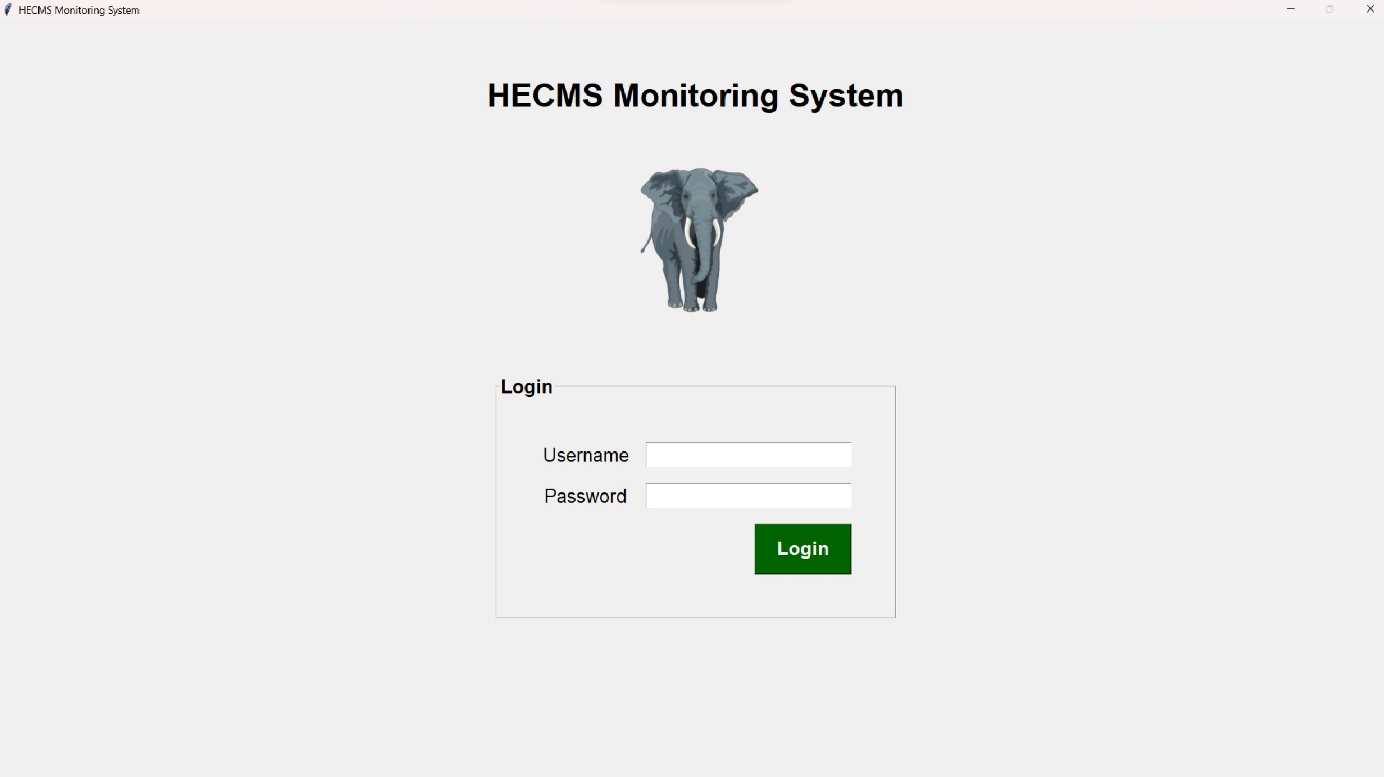 HECMS Monitoring System
HECMS Monitoring System
Login
Username
Password
Login